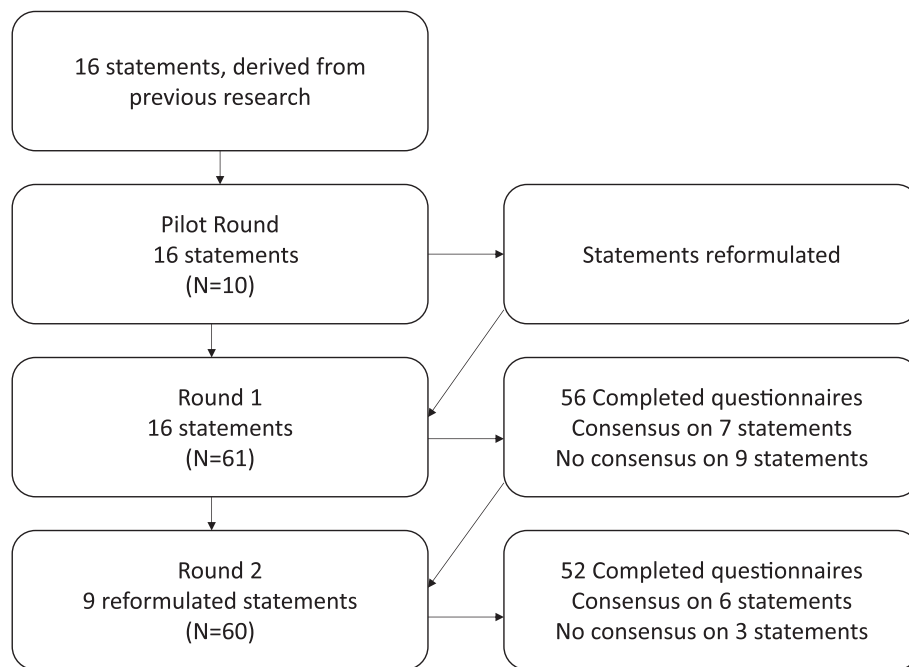 16 statements, derived from
previous research
Pilot Round
16 statements
(N=10)
Statements reformulated
Round 1
16 statements
(N=61)
56 Completed questionnaires
Consensus on 7 statements
No consensus on 9 statements
Round 2
9 reformulated statements
(N=60)
52 Completed questionnaires
Consensus on 6 statements
No consensus on 3 statements